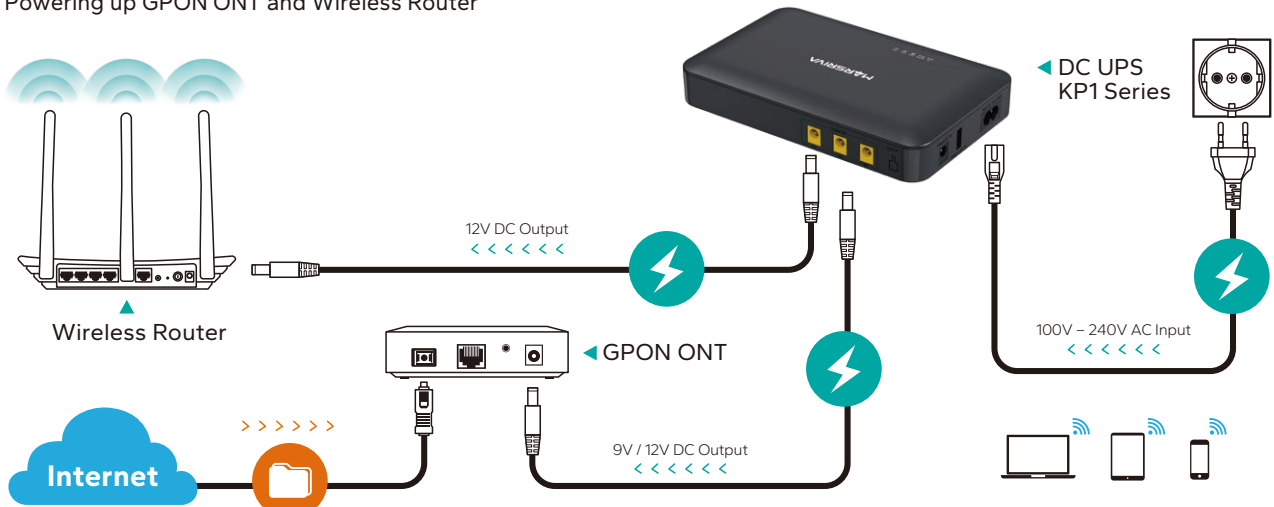 Powering up GPON ONT and Wireless Router
MARSRIVA
DC UPS
KP1 Series
12V DC Output
Wireless Router
100V – 240V AC Input
GPON ONT
9V / 12V DC Output
Internet